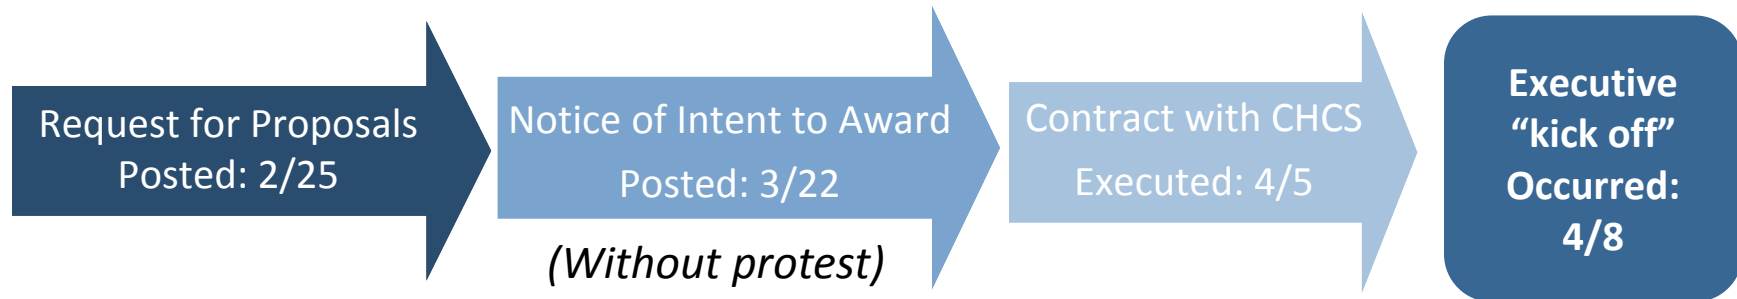 Request for Proposals
Posted: 2/25
Notice of Intent to Award
Posted: 3/22
(Without protest)
Contract with CHCS
Executed: 4/5
Executive
“kick off”
Occurred:
4/8